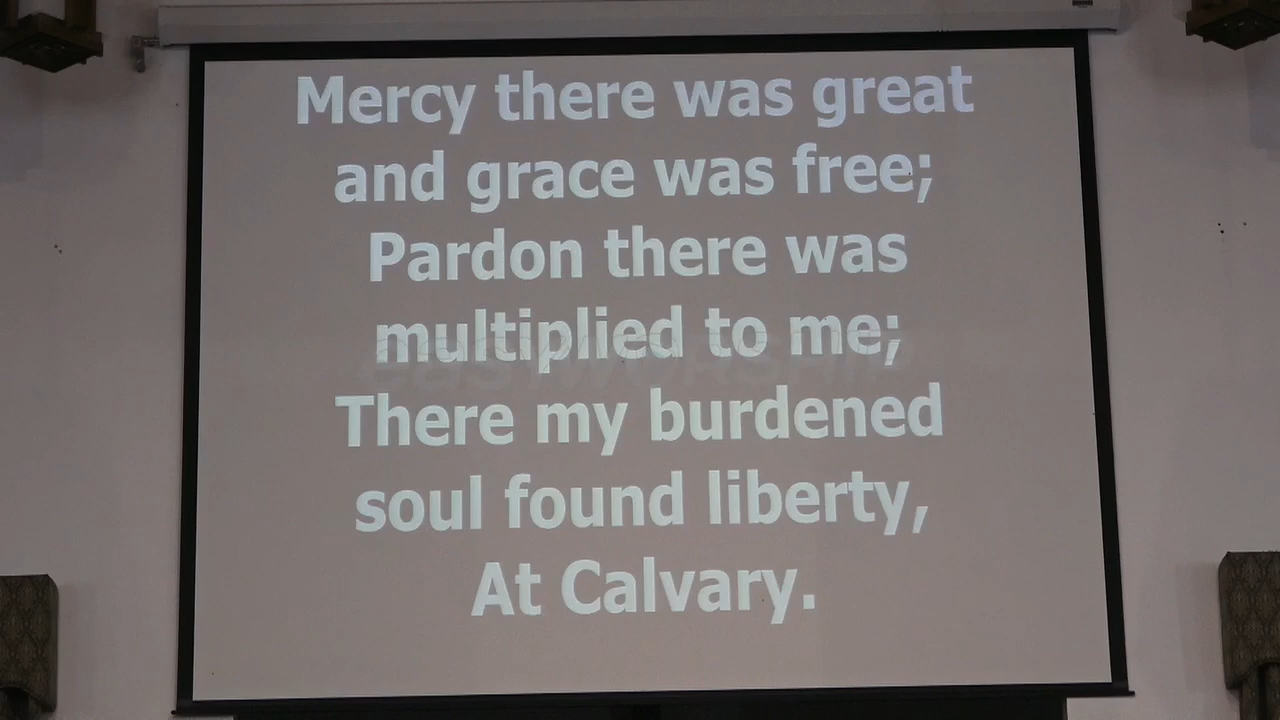 Mercy there was great
and grace was free;
Pardon there was
multiplied to me;
There my burdened
soul found liberty,
At Calvary.